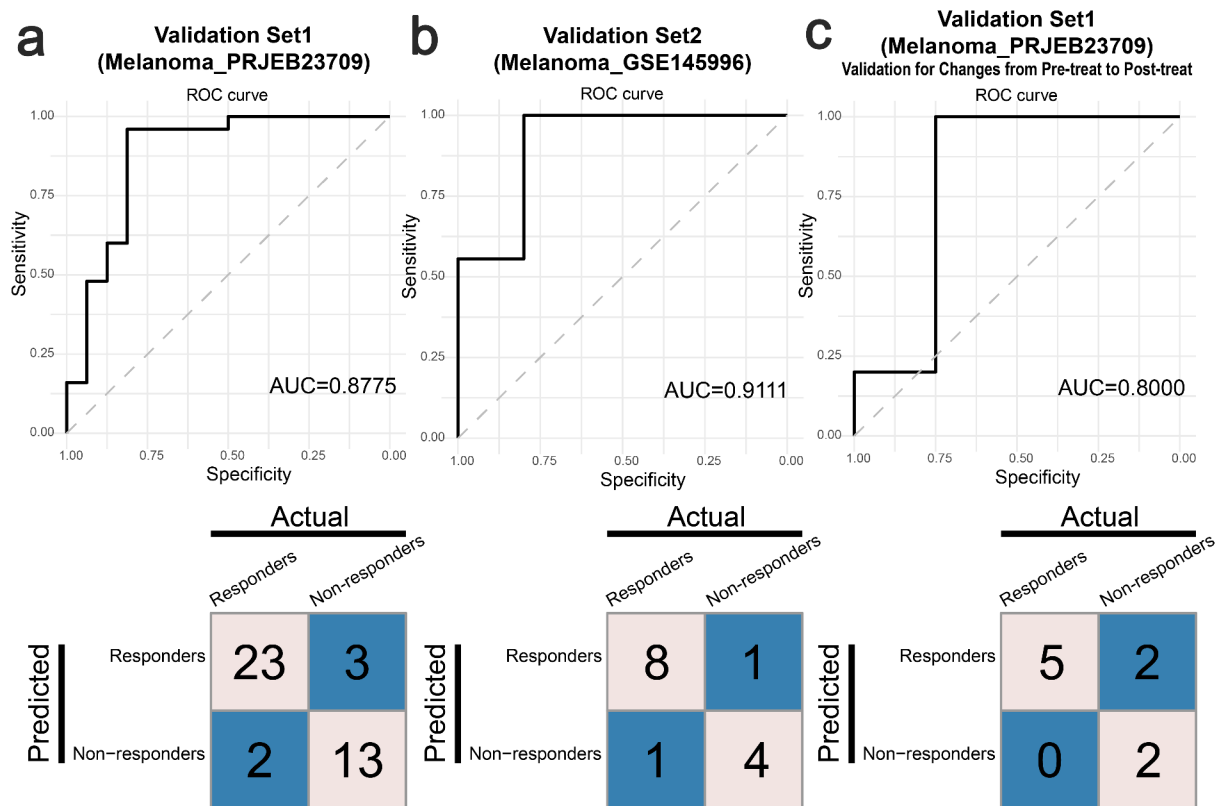 a
Validation Set1
(Melanoma_PRJEB23709)
ROC curve
1.00
0.75
0.50
0.25
0.00
Sensitivity
AUC=0.8775
1.00
0.75
0.50
0.25
0.00
Specificity
Actual
Responders
Non-responders
Predicted
Responders
23
3
Non-responders
2
13
b
Validation Set2
(Melanoma_GSE145996)
ROC curve
1.00
0.75
0.50
0.25
0.00
Sensitivity
AUC=0.9111
1.00
0.75
0.50
0.25
0.00
Specificity
Actual
Responders
Non-responders
Predicted
Responders
8
1
Non-responders
1
4
c
Validation Set1
(Melanoma_PRJEB23709)
Validation for Changes from Pre-treat to Post-treat
ROC curve
1.00
0.75
0.50
0.25
0.00
Sensitivity
AUC=0.8000
1.00
0.75
0.50
0.25
0.00
Specificity
Actual
Responders
Non-responders
Predicted
Responders
5
2
Non-responders
0
2